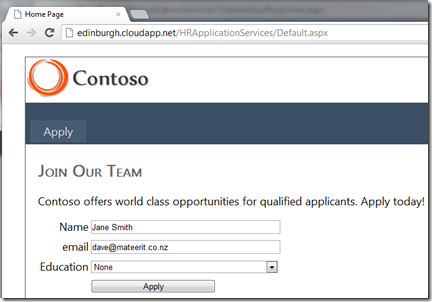 Home Page
edinburgh.cloudapp.net/HRApplicationServices/Default.aspx
Contoso
Apply
Join Our Team
Contoso offers world class opportunities for qualified applicants. Apply today!
Name Jane Smith
email dave@mateerit.co.nz
Education None
Apply